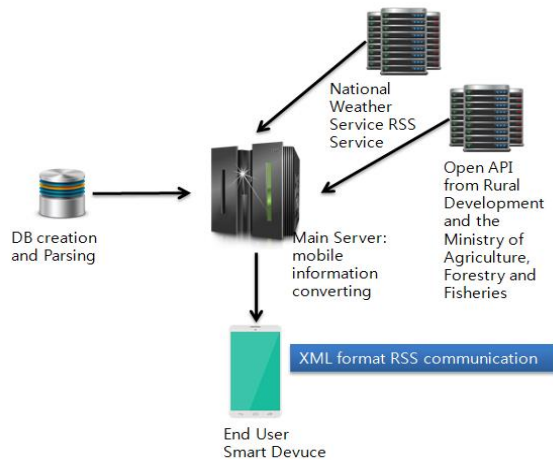 National
Weather
Service RSS
Service
Open API
from Rural
Development
and the
Ministry of
Agriculture,
Forestry and
Fisheries
DB creation
and Parsing
Main Server:
mobile
information
converting
XML format RSS communication
End User
Smart Devuce